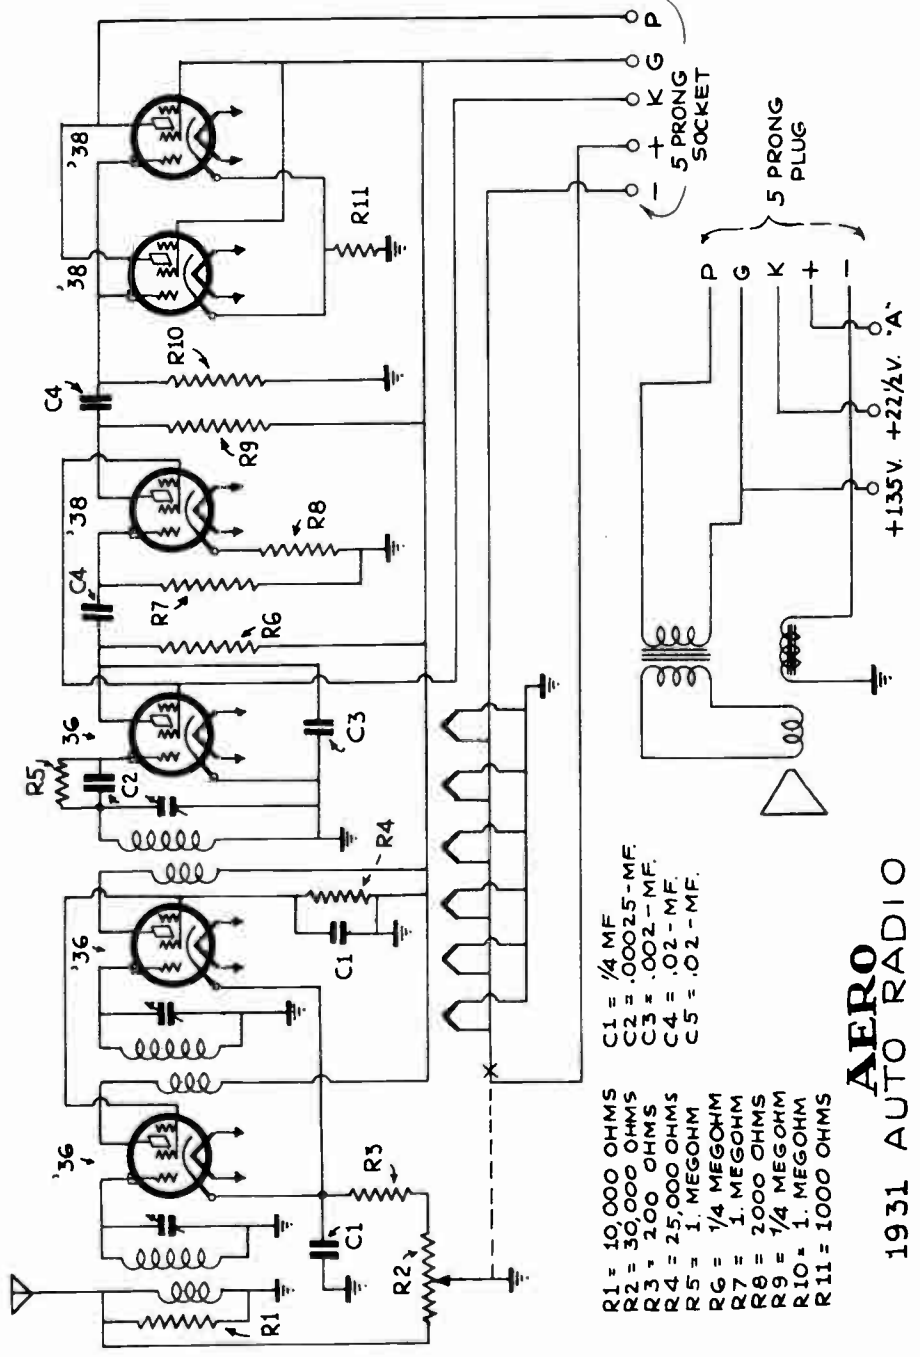 '36
'36
36
'38
'38
'38
R1
R2
R3
C1
C1
R4
R5
C2
C3
R6
R7
C4
R8
R9
C4
R10
R11
P
G
K
+
-
5 PRONG
SOCKET
5 PRONG
PLUG
P
G
K
+
-
+135V. +22½V. "A"
R1 = 10,000 OHMS
R2 = 30,000 OHMS
R3 = 200 OHMS
R4 = 25,000 OHMS
R5 = 1. MEGOHM
R6 = ¼ MEGOHM
R7 = 1. MEGOHM
R8 = 2000 OHMS
R9 = ¼ MEGOHM
R10 = 1. MEGOHM
R11 = 1000 OHMS
C1 = ¼ MF
C2 = .00025-MF.
C3 = .002-MF.
C4 = .02-MF.
C5 = .02-MF.
AERO
1931 AUTO RADIO